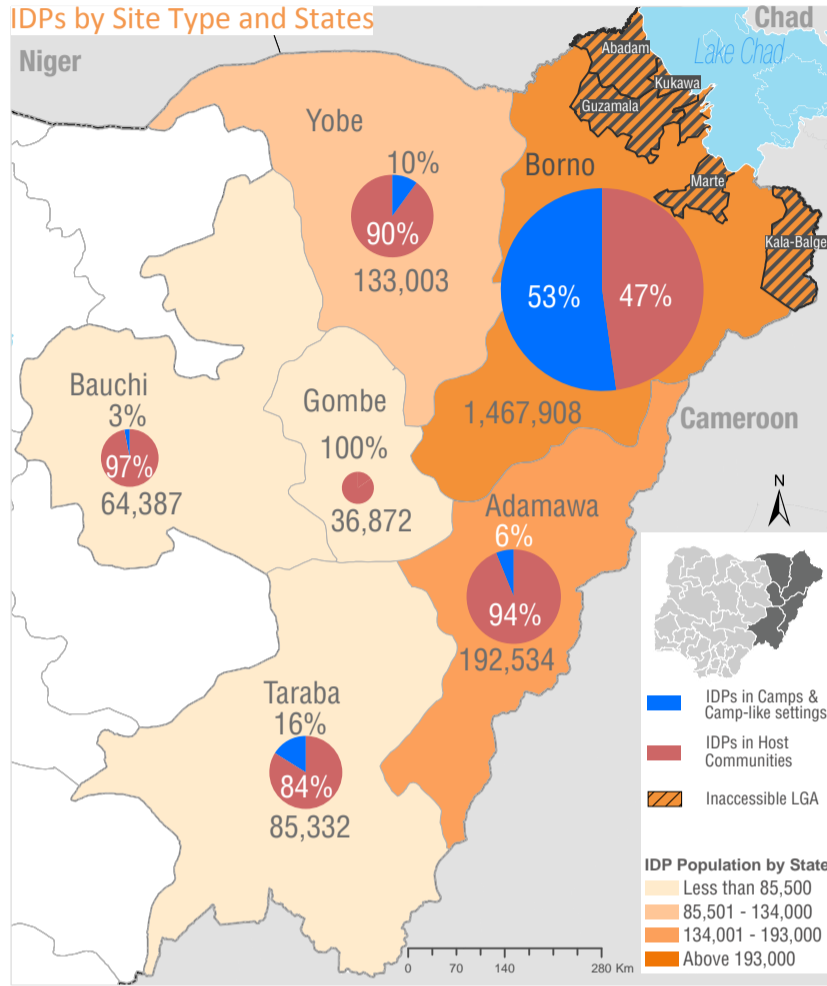 IDPs by Site Type and States
Niger
Chad
Lake Chad
Abadam
Kukawa
Guzamala
Marte
Kala-Balge
Yobe
10%
90%
133,003
Borno
53%
47%
1,467,908
Bauchi
3%
97%
64,387
Gombe
100%
36,872
Cameroon
Adamawa
6%
94%
192,534
Taraba
16%
84%
85,332
N
IDPs in Camps &
Camp-like settings
IDPs in Host
Communities
Inaccessible LGA
IDP Population by State
Less than 85,500
85,501 - 134,000
134,001 - 193,000
Above 193,000
0 70 140 280 Km